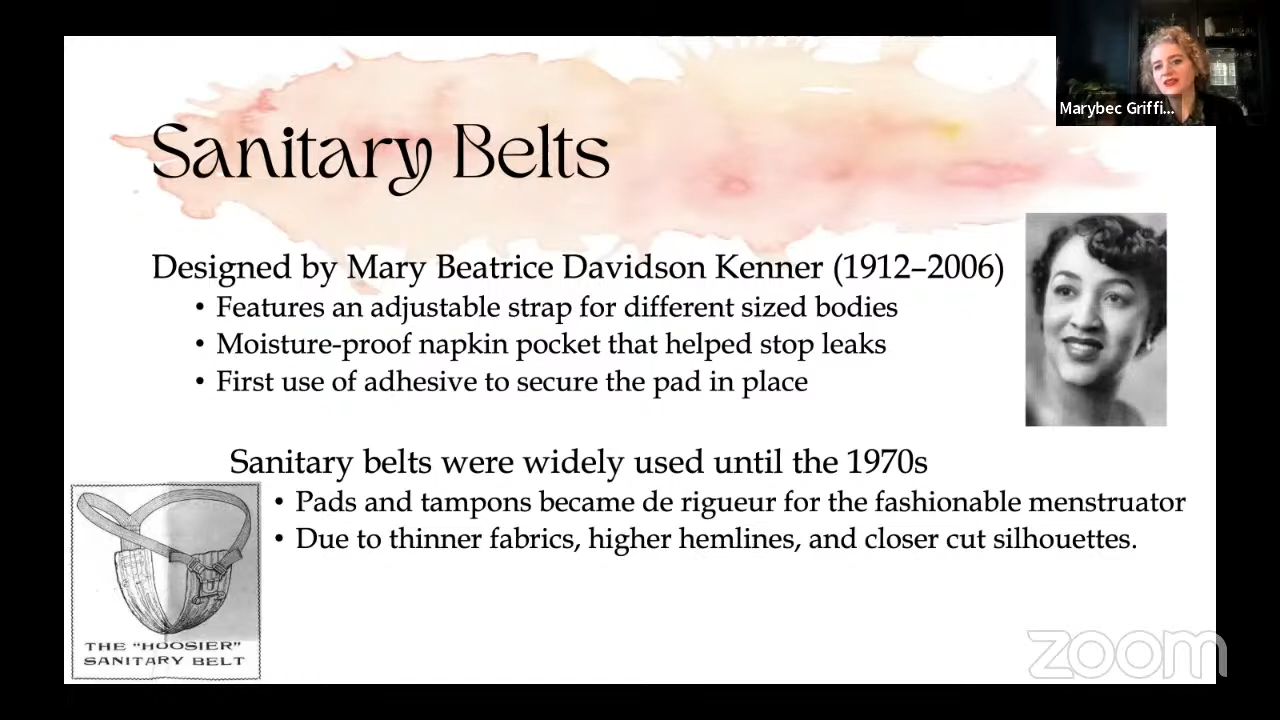 Marybec Griffi...
Sanitary Belts
Designed by Mary Beatrice Davidson Kenner (1912–2006)
• Features an adjustable strap for different sized bodies
• Moisture-proof napkin pocket that helped stop leaks
• First use of adhesive to secure the pad in place
Sanitary belts were widely used until the 1970s
• Pads and tampons became de rigueur for the fashionable menstruator
• Due to thinner fabrics, higher hemlines, and closer cut silhouettes.
THE "HOOSIER"
SANITARY BELT
zoom